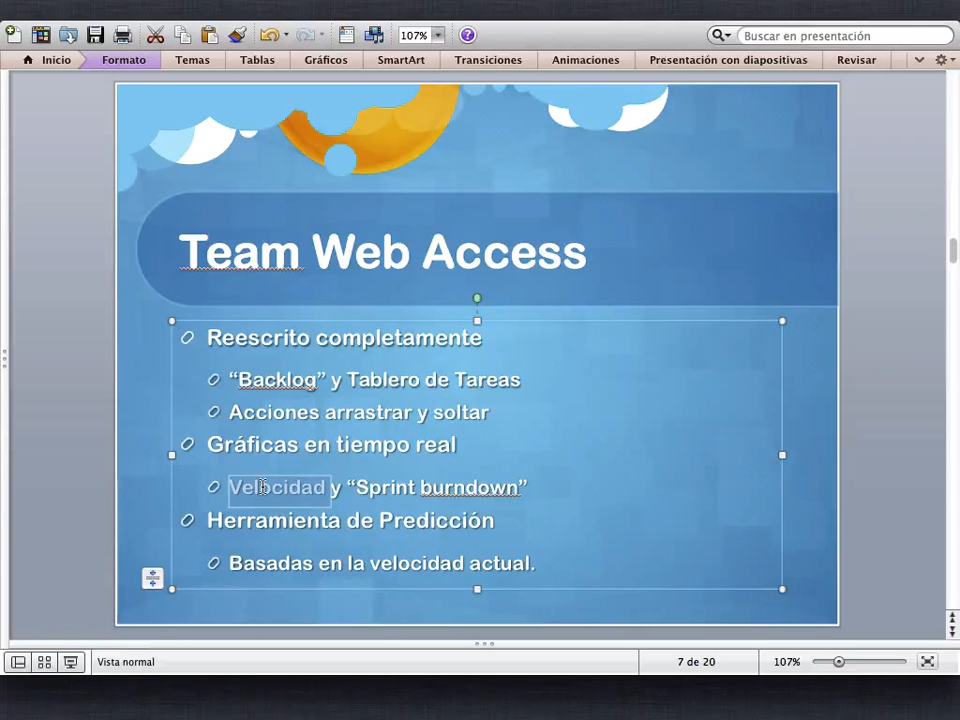 107%
Buscar en presentación
Inicio Formato Temas Tablas Gráficos SmartArt Transiciones Animaciones Presentación con diapositivas Revisar
Team Web Access
Reescrito completamente
“Backlog” y Tablero de Tareas
Acciones arrastrar y soltar
Gráficas en tiempo real
Velocidad y “Sprint burndown”
Herramienta de Predicción
Basadas en la velocidad actual.
Vista normal 7 de 20 107%